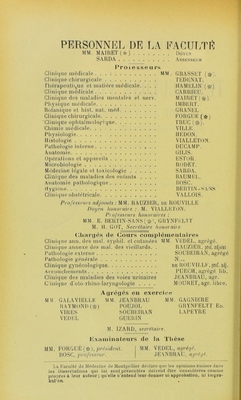 PERSONNEL DE LA FACULTÉ
MM. MAIRET (✻) DOYEN
SARDA ASSESSEUR
Professeurs
Clinique médicale MM. GRASSET (✻)
Clinique chirurgicale TEDENAT.
Thérapeutique et matière médicale HAMELIN (✻)
Clinique médicale CARRIEU.
Clinique des maladies mentales et nerv. MAIRET (✻)
Physique médicale IMBERT.
Botanique et hist. nat. méd. GRANEL
Clinique chirurgicale FORGUE (✻)
Clinique ophtalmologique TRUC (✻)
Chimie médicale VILLE.
Physiologie HEDON.
Histologie VIALLETON.
Pathologie interne DUCAMP.
Anatomie GILIS.
Opérations et appareils ESTOR
Microbiologie RODET.
Médecine légale et toxicologie SARDA.
Clinique des maladies des enfants BAUMEL.
Anatomie pathologique BOSC.
Hygiène BERTIN-SANS
Clinique obstétricale VALLOIS.
Professeurs adjoints : MM. RAUZIER, DE ROUVILLE
Doyen honoraire : M. VIALLETON.
Professeurs honoraires :
MM. E. BERTIN-SANS (✻), GRYNFELTT
M. H. GOT, Secrétaire honoraire
Chargés de Cours complémentaires
Clinique ann. des mal. syphil. et cutanées MM. VEDEL, agrégé.
Clinique annexe des mal. des vieillards. RAUZIER, prof. adj.
Pathologie externe SOUBEIRAN, agrégé
Pathologie générale N...
Clinique gynécologique DE ROUVILLE, prof. adj.
Accouchements PUECH, agrégé lib.
Clinique des maladies des voies urinaires JEANBRAU, agr.
Clinique d'oto-rhino-laryngologie MOURET, agr. libre.
Agrégés en exercice
MM. GALAVIELLE MM. JEANBRAU MM. GAGNIERE
RAYMOND (✻) POUJOL GRYNFELTT Ed.
VIRES SOUBEIRAN LAPEYRE
VEDEL GUERIN
M. IZARD, secrétaire.
Examinateurs de la Thèse
MM. FORGUE (✻), président. MM. VEDEL, agrégé.
BOSC, professeur. JEANBRAU, agrégé.
La Faculté de Médecine de Montpellier déclare que les opinions émises dans
les Dissertations qui lui sont présentées doivent être considérées comme
propres à leur auteur ; qu'elle n'entend leur donner ni approbation, ni improbation.